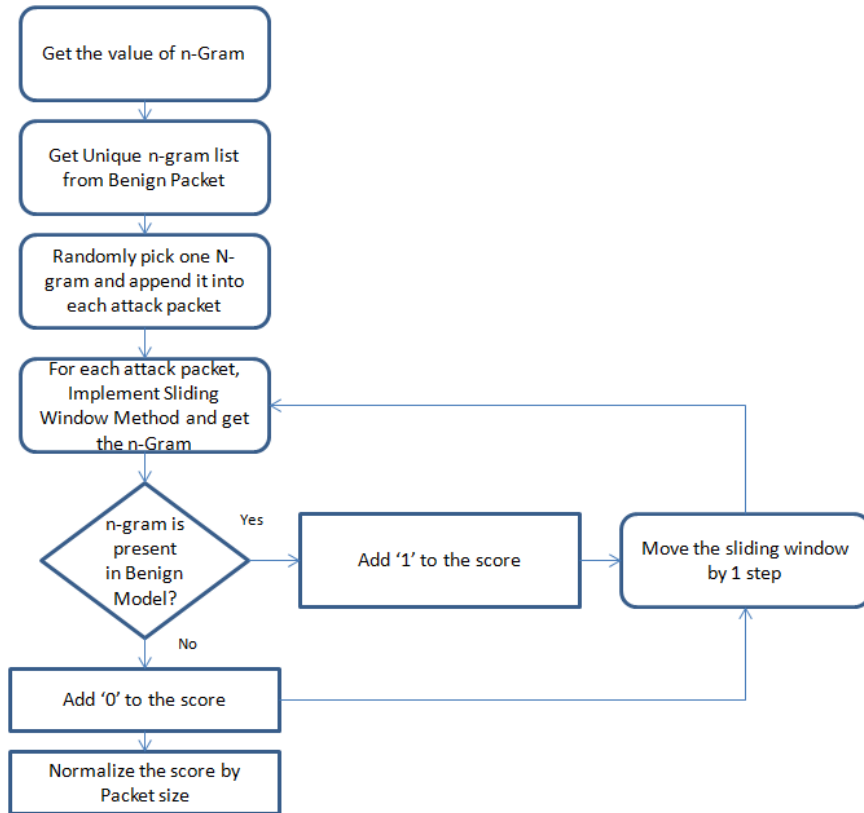 Get the value of n-Gram
Get Unique n-gram list
from Benign Packet
Randomly pick one N-
gram and append it into
each attack packet
For each attack packet,
Implement Sliding
Window Method and get
the n-Gram
n-gram is
present
in Benign
Model?
Yes
Add ‘1’ to the score
Move the sliding window
by 1 step
No
Add ‘0’ to the score
Normalize the score by
Packet size